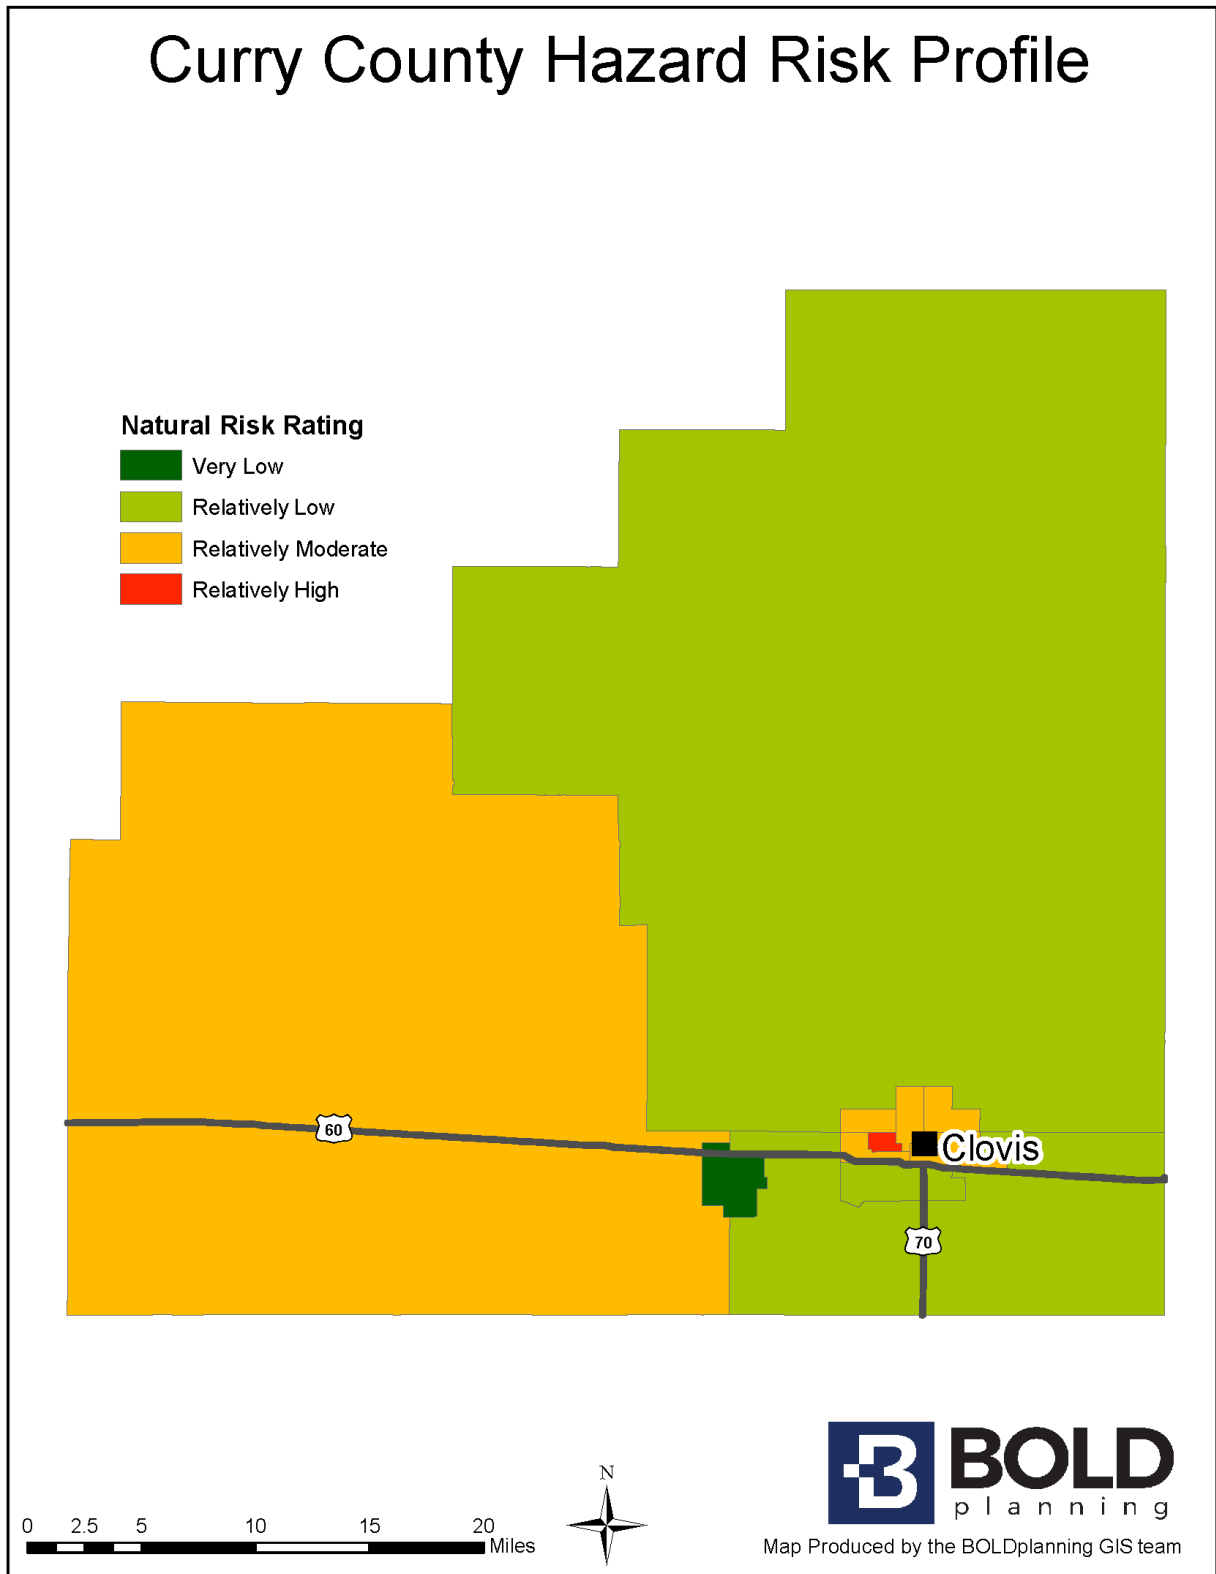 Curry County Hazard Risk Profile
Natural Risk Rating
Very Low
Relatively Low
Relatively Moderate
Relatively High
60
Clovis
70
BOLD
planning
N
0 2.5 5 10 15 20
Miles
Map Produced by the BOLDplanning GIS team